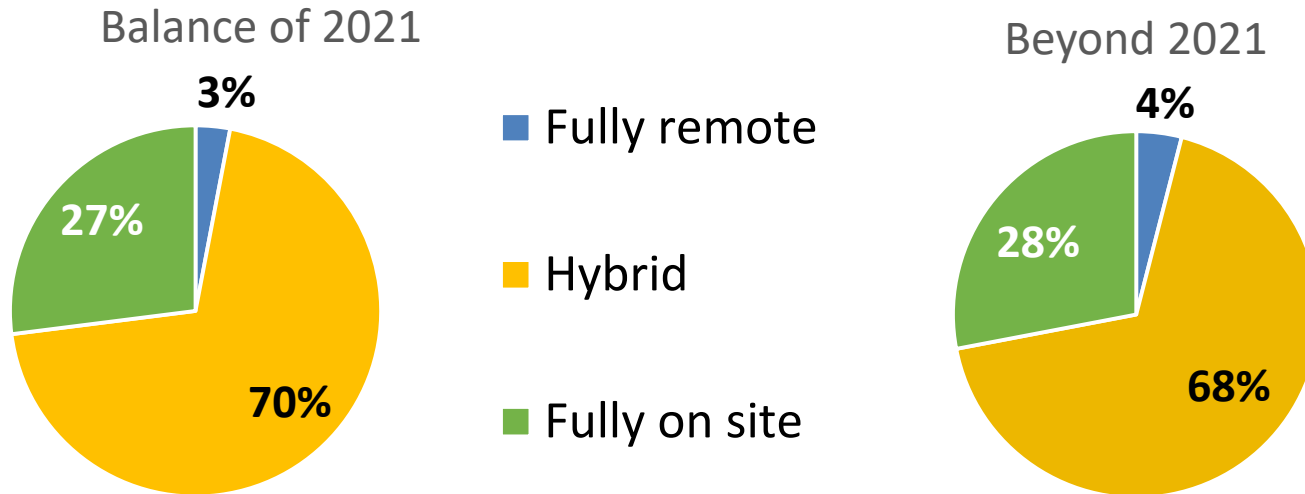 Balance of 2021
3%
27%
70%
Fully remote
Hybrid
Fully on site
Beyond 2021
4%
28%
68%